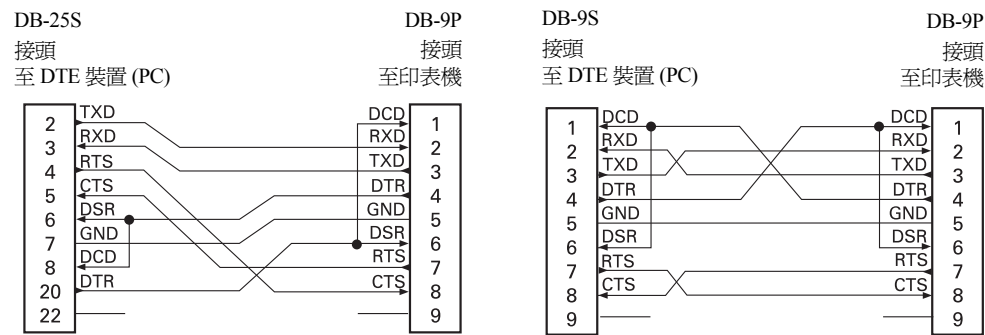 DB-25S DB-9P
接頭 接頭
至 DTE 裝置 (PC) 至印表機
2 TXD DCD 1
3 RXD RXD 2
4 RTS TXD 3
5 CTS DTR 4
6 DSR GND 5
7 GND DSR 6
8 DCD RTS 7
20 DTR CTS 8
22 9
DB-9S DB-9P
接頭 接頭
至 DTE 裝置 (PC) 至印表機
1 DCD DCD 1
2 RXD RXD 2
3 TXD TXD 3
4 DTR DTR 4
5 GND GND 5
6 DSR DSR 6
7 RTS RTS 7
8 CTS CTS 8
9 9